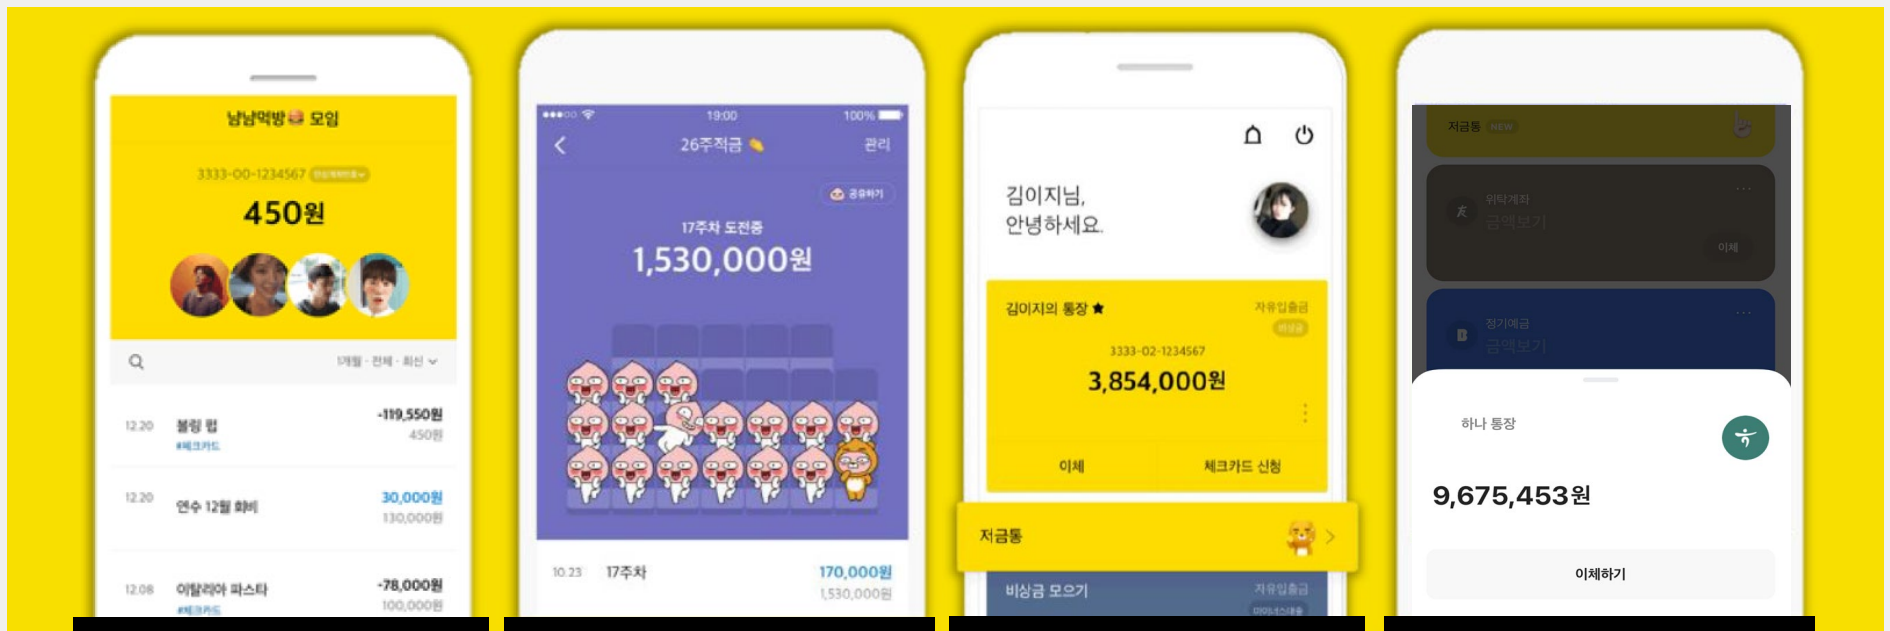 냠냠먹방 모임
3333-00-1234567
450원
1개월 · 전체 · 최신
12.20 볼링 펍 -119,550원
#체크카드 450원
12.20 연수 12월 회비 30,000원
130,000원
12.08 이탈리아 파스타 -78,000원
#체크카드 100,000원
19:00 100%
26주적금 관리
공유하기
17주차 도전중
1,530,000원
10.23 17주차 170,000원
1,530,000원
김이지님,
안녕하세요.
김이지의 통장 ★ 자유입출금
비상금
3333-02-1234567
3,854,000원
이체 체크카드 신청
저금통
비상금 모으기 자유입출금
마이너스대출
저금통 NEW
위탁계좌
금액보기
이체
B 정기예금
금액보기
하나 통장
9,675,453원
이체하기